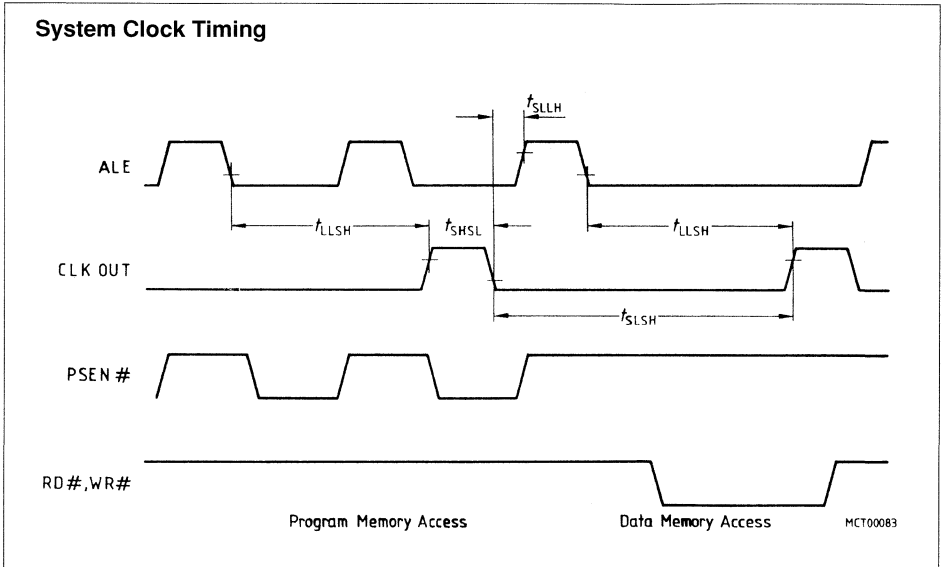 System Clock Timing
tSLLH
ALE
tLLSH tSHSL tLLSH
CLK OUT
tSLSH
PSEN #
RD#,WR#
Program Memory Access Data Memory Access MCT00083